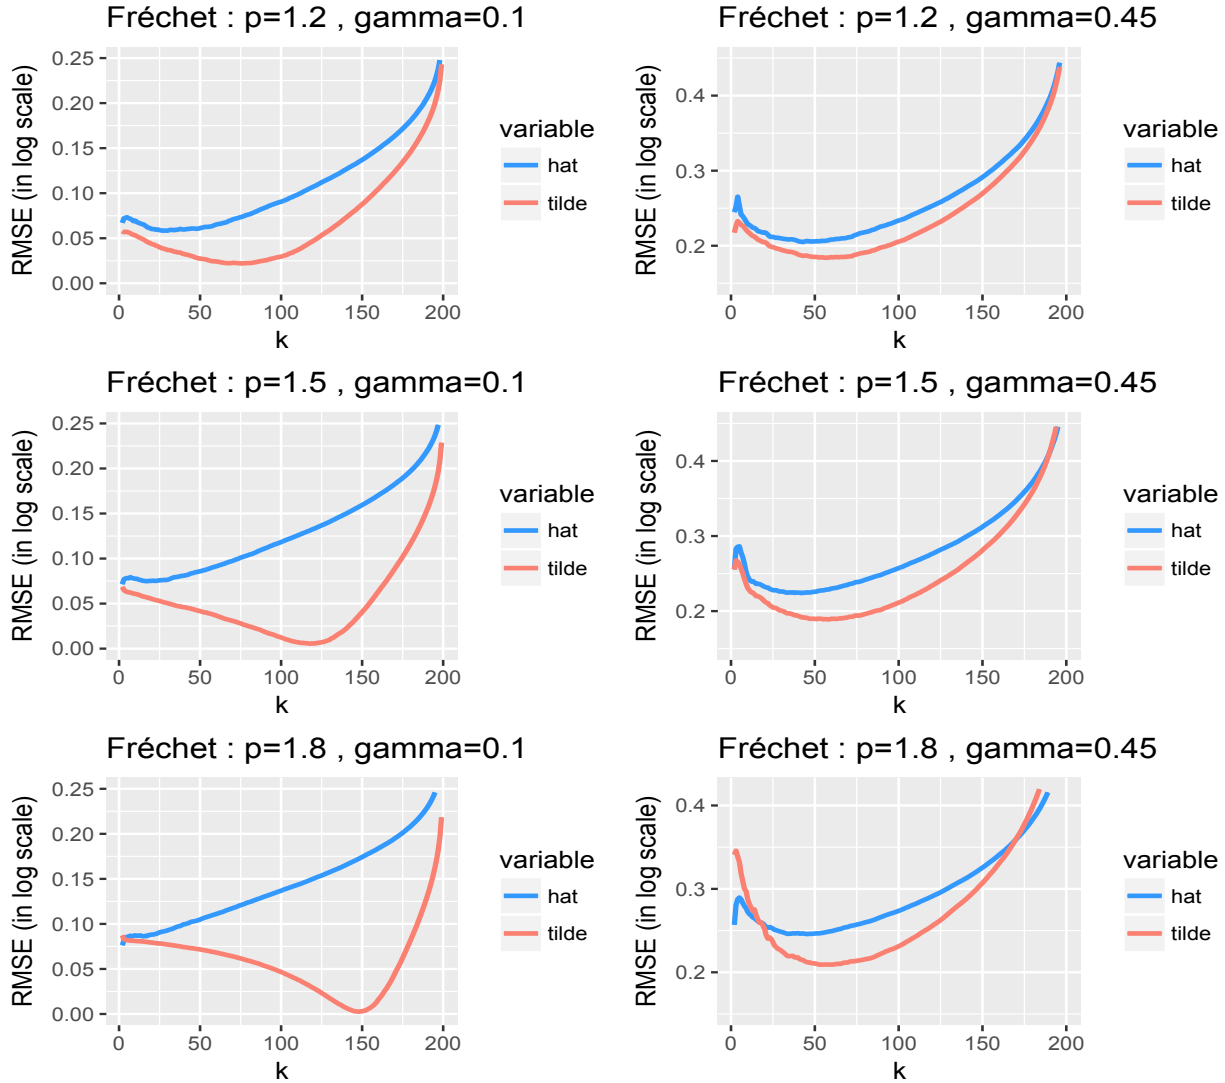 Fréchet : p=1.2 , gamma=0.1
RMSE (in log scale)
0.25
0.20
0.15
0.10
0.05
0.00
0 50 100 150 200
k
variable
hat
tilde
Fréchet : p=1.2 , gamma=0.45
RMSE (in log scale)
0.4
0.3
0.2
0 50 100 150 200
k
variable
hat
tilde
Fréchet : p=1.5 , gamma=0.1
RMSE (in log scale)
0.25
0.20
0.15
0.10
0.05
0.00
0 50 100 150 200
k
variable
hat
tilde
Fréchet : p=1.5 , gamma=0.45
RMSE (in log scale)
0.4
0.3
0.2
0 50 100 150 200
k
variable
hat
tilde
Fréchet : p=1.8 , gamma=0.1
RMSE (in log scale)
0.25
0.20
0.15
0.10
0.05
0.00
0 50 100 150 200
k
variable
hat
tilde
Fréchet : p=1.8 , gamma=0.45
RMSE (in log scale)
0.4
0.3
0.2
0 50 100 150 200
k
variable
hat
tilde